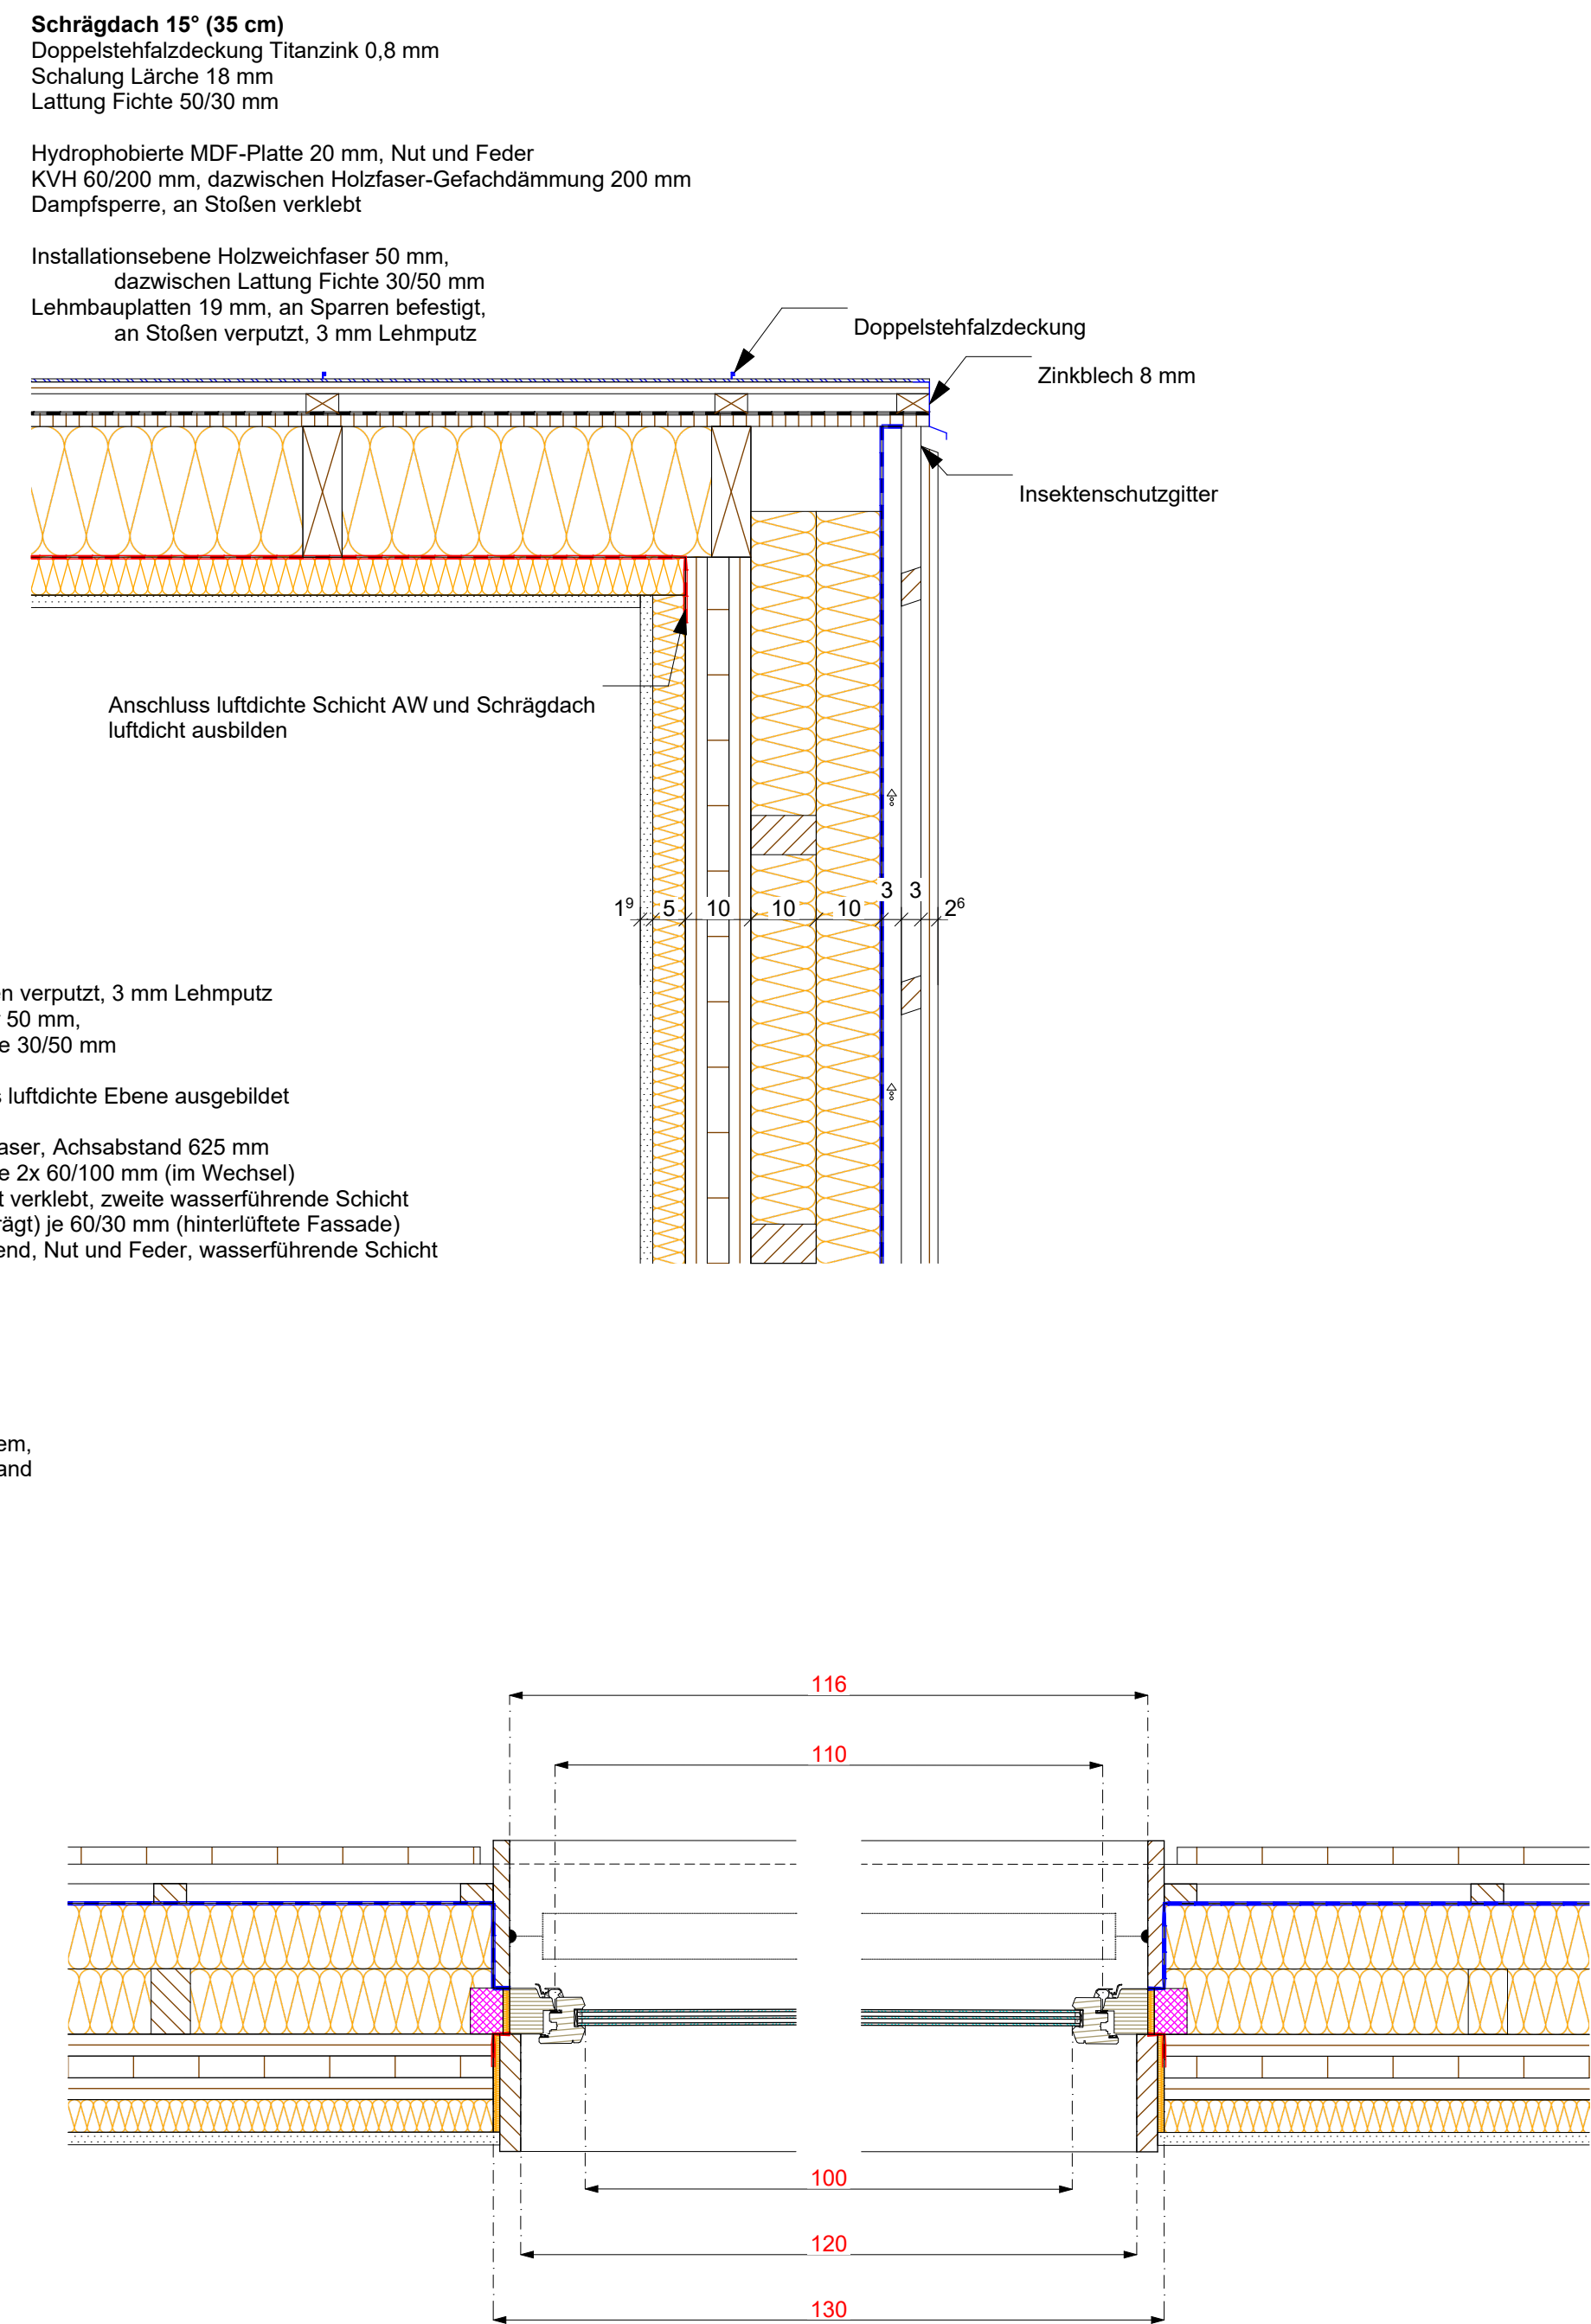 Schrägdach 15° (35 cm)
Doppelstehfalzdeckung Titanzink 0,8 mm
Schalung Lärche 18 mm
Lattung Fichte 50/30 mm
Hydrophobierte MDF-Platte 20 mm, Nut und Feder
KVH 60/200 mm, dazwischen Holzfaser-Gefachdämmung 200 mm
Dampfsperre, an Stoßen verklebt
Installationsebene Holzweichfaser 50 mm,
dazwischen Lattung Fichte 30/50 mm
Lehmbauplatten 19 mm, an Sparren befestigt,
an Stoßen verputzt, 3 mm Lehmputz
Doppelstehfalzdeckung
Zinkblech 8 mm
Insektenschutzgitter
Anschluss luftdichte Schicht AW und Schrägdach
luftdicht ausbilden
1⁹ 5 10 10 10 3 3 2⁶
n verputzt, 3 mm Lehmputz
50 mm,
e 30/50 mm
s luftdichte Ebene ausgebildet
aser, Achsabstand 625 mm
e 2x 60/100 mm (im Wechsel)
t verklebt, zweite wasserführende Schicht
rägt) je 60/30 mm (hinterlüftete Fassade)
end, Nut und Feder, wasserführende Schicht
em,
and
116
110
100
120
130